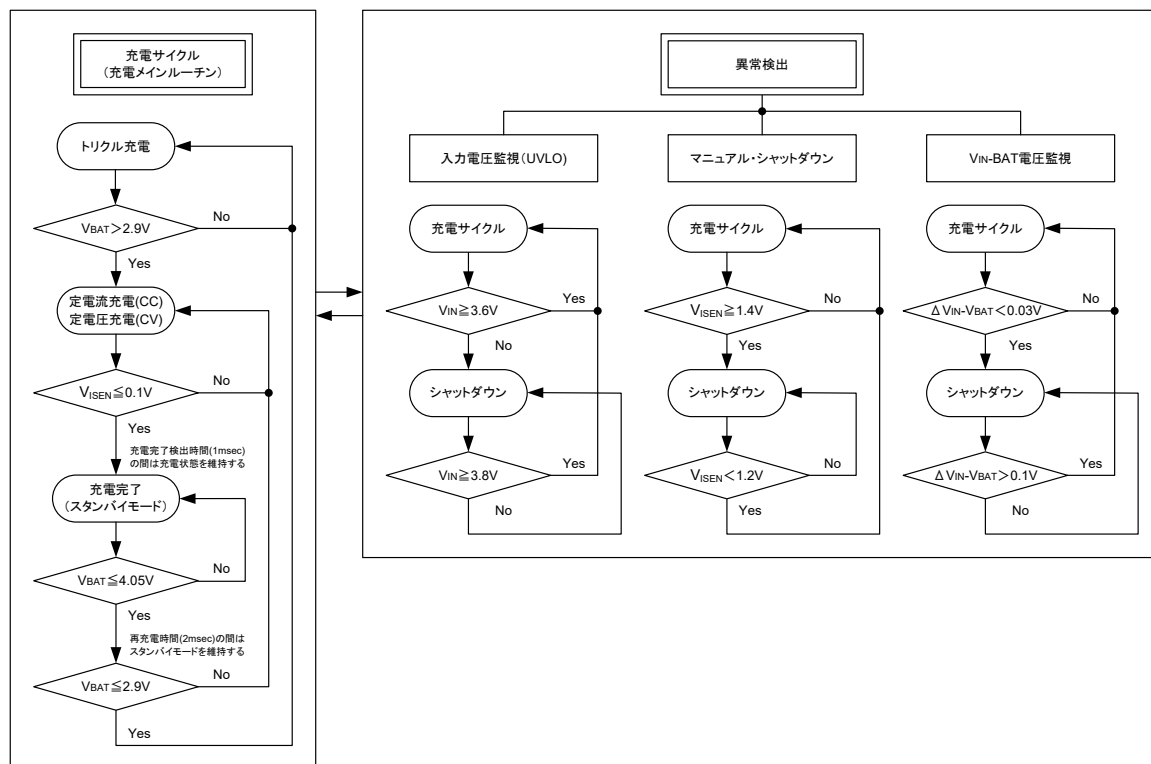 充電サイクル
（充電メインルーチン）
トリクル充電
VBAT＞2.9V
No
Yes
定電流充電(CC)
定電圧充電(CV)
VISEN≦0.1V
No
Yes
充電完了検出時間(1msec)
の間は充電状態を維持する
充電完了
（スタンバイモード）
VBAT≦4.05V
No
Yes
再充電時間(2msec)の間は
スタンバイモードを維持する
VBAT≦2.9V
No
Yes
異常検出
入力電圧監視（UVLO）
充電サイクル
VIN≧3.6V
Yes
No
シャットダウン
VIN≧3.8V
Yes
No
マニュアル・シャットダウン
充電サイクル
VISEN≧1.4V
No
Yes
シャットダウン
VISEN＜1.2V
No
Yes
VIN-BAT電圧監視
充電サイクル
ΔVIN-VBAT＜0.03V
No
Yes
シャットダウン
ΔVIN-VBAT＞0.1V
Yes
No